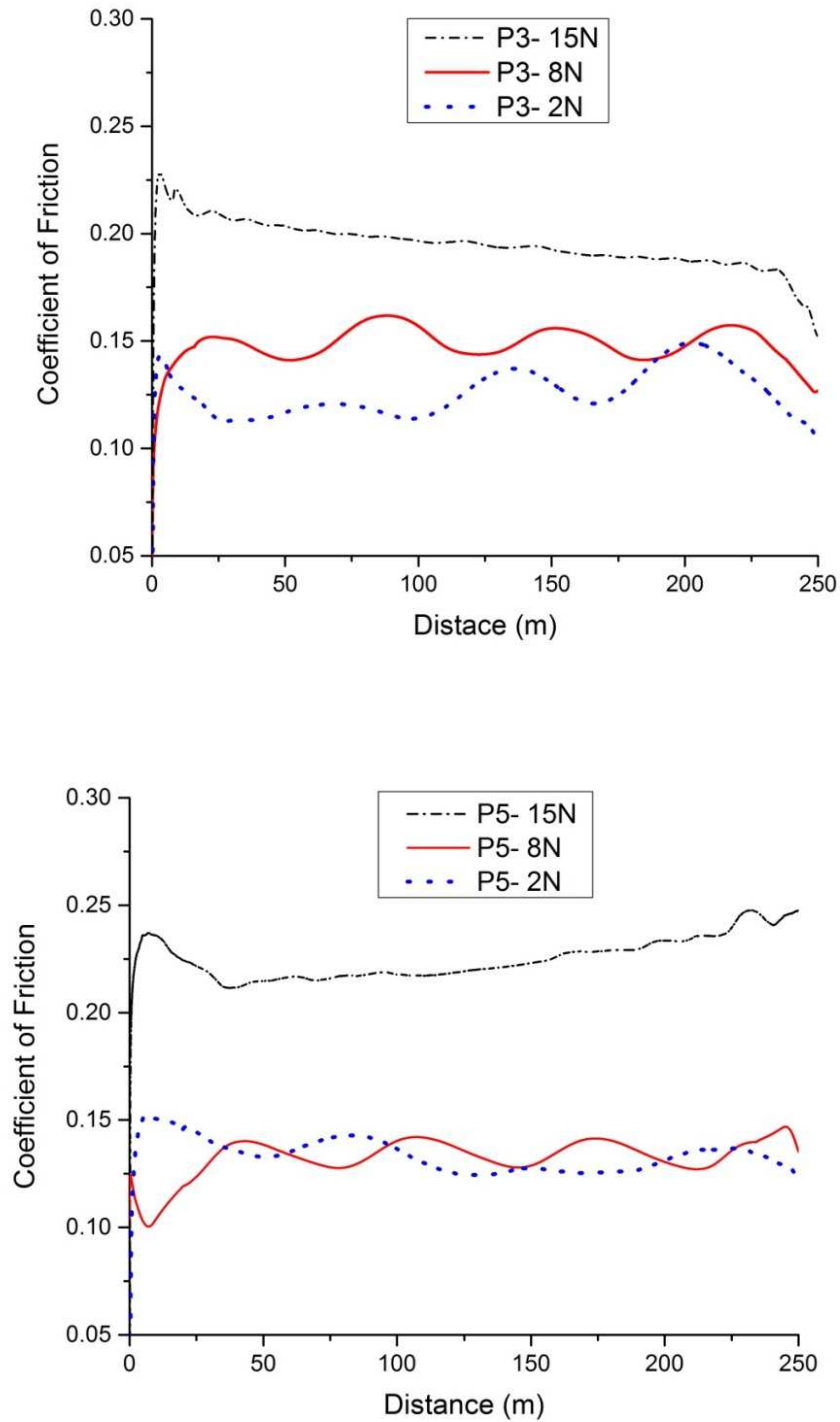 0.30
P3- 15N
P3- 8N
P3- 2N
0.25
0.20
0.15
0.10
0.05
Coefficient of Friction
0 50 100 150 200 250
Distace (m)
0.30
P5- 15N
P5- 8N
P5- 2N
0.25
0.20
0.15
0.10
0.05
Coefficient of Friction
0 50 100 150 200 250
Distance (m)